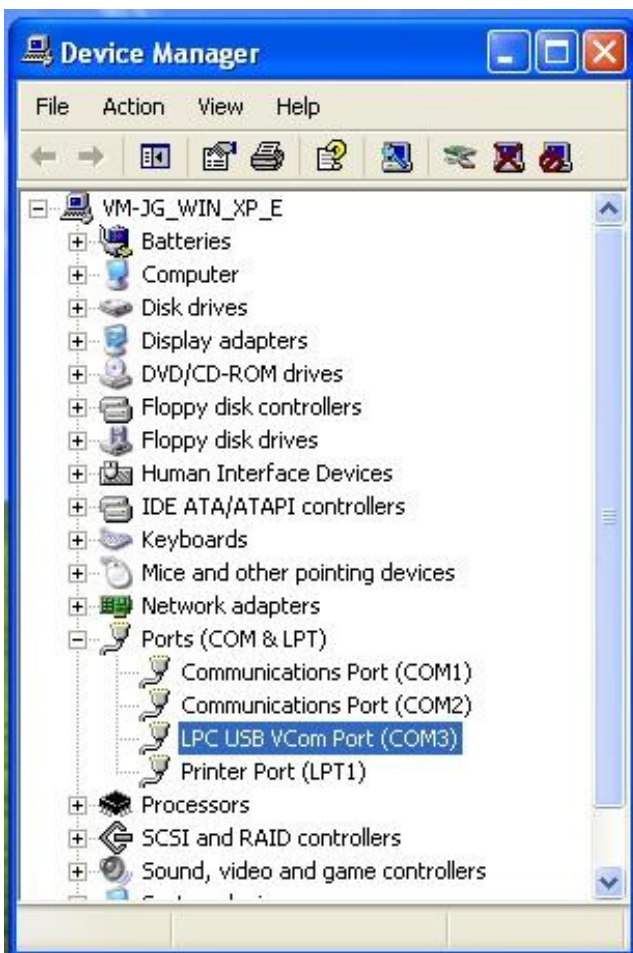 Device Manager
File Action View Help
VM-JG_WIN_XP_E
Batteries
Computer
Disk drives
Display adapters
DVD/CD-ROM drives
Floppy disk controllers
Floppy disk drives
Human Interface Devices
IDE ATA/ATAPI controllers
Keyboards
Mice and other pointing devices
Network adapters
Ports (COM & LPT)
Communications Port (COM1)
Communications Port (COM2)
LPC USB VCom Port (COM3)
Printer Port (LPT1)
Processors
SCSI and RAID controllers
Sound, video and game controllers